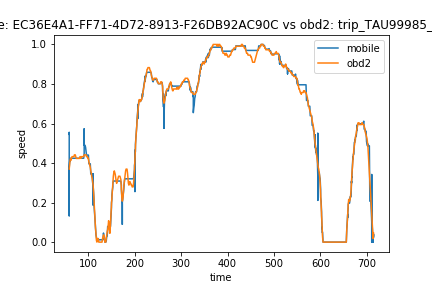 e: EC36E4A1-FF71-4D72-8913-F26DB92AC90C vs obd2: trip_TAU99985_
mobile
obd2
1.0
0.8
0.6
0.4
0.2
0.0
speed
100 200 300 400 500 600 700
time